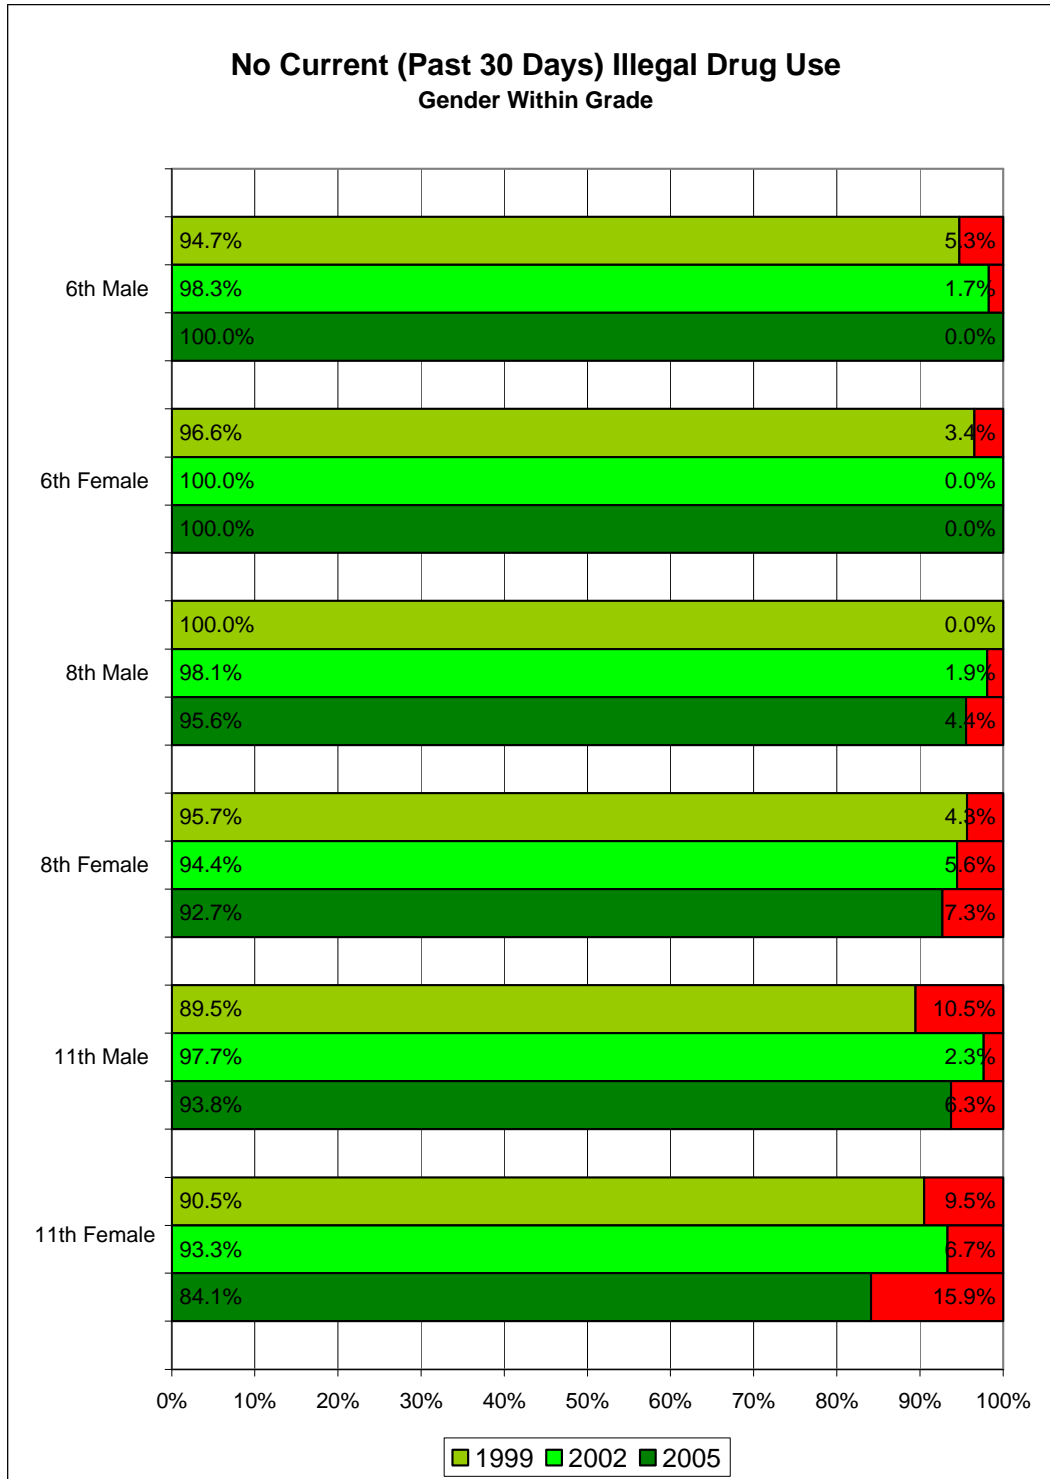 No Current (Past 30 Days) Illegal Drug Use
Gender Within Grade
94.7% 5.3%
6th Male 98.3% 1.7%
100.0% 0.0%
96.6% 3.4%
6th Female 100.0% 0.0%
100.0% 0.0%
100.0% 0.0%
8th Male 98.1% 1.9%
95.6% 4.4%
95.7% 4.3%
8th Female 94.4% 5.6%
92.7% 7.3%
89.5% 10.5%
11th Male 97.7% 2.3%
93.8% 6.3%
90.5% 9.5%
11th Female 93.3% 6.7%
84.1% 15.9%
0% 10% 20% 30% 40% 50% 60% 70% 80% 90% 100%
1999 2002 2005